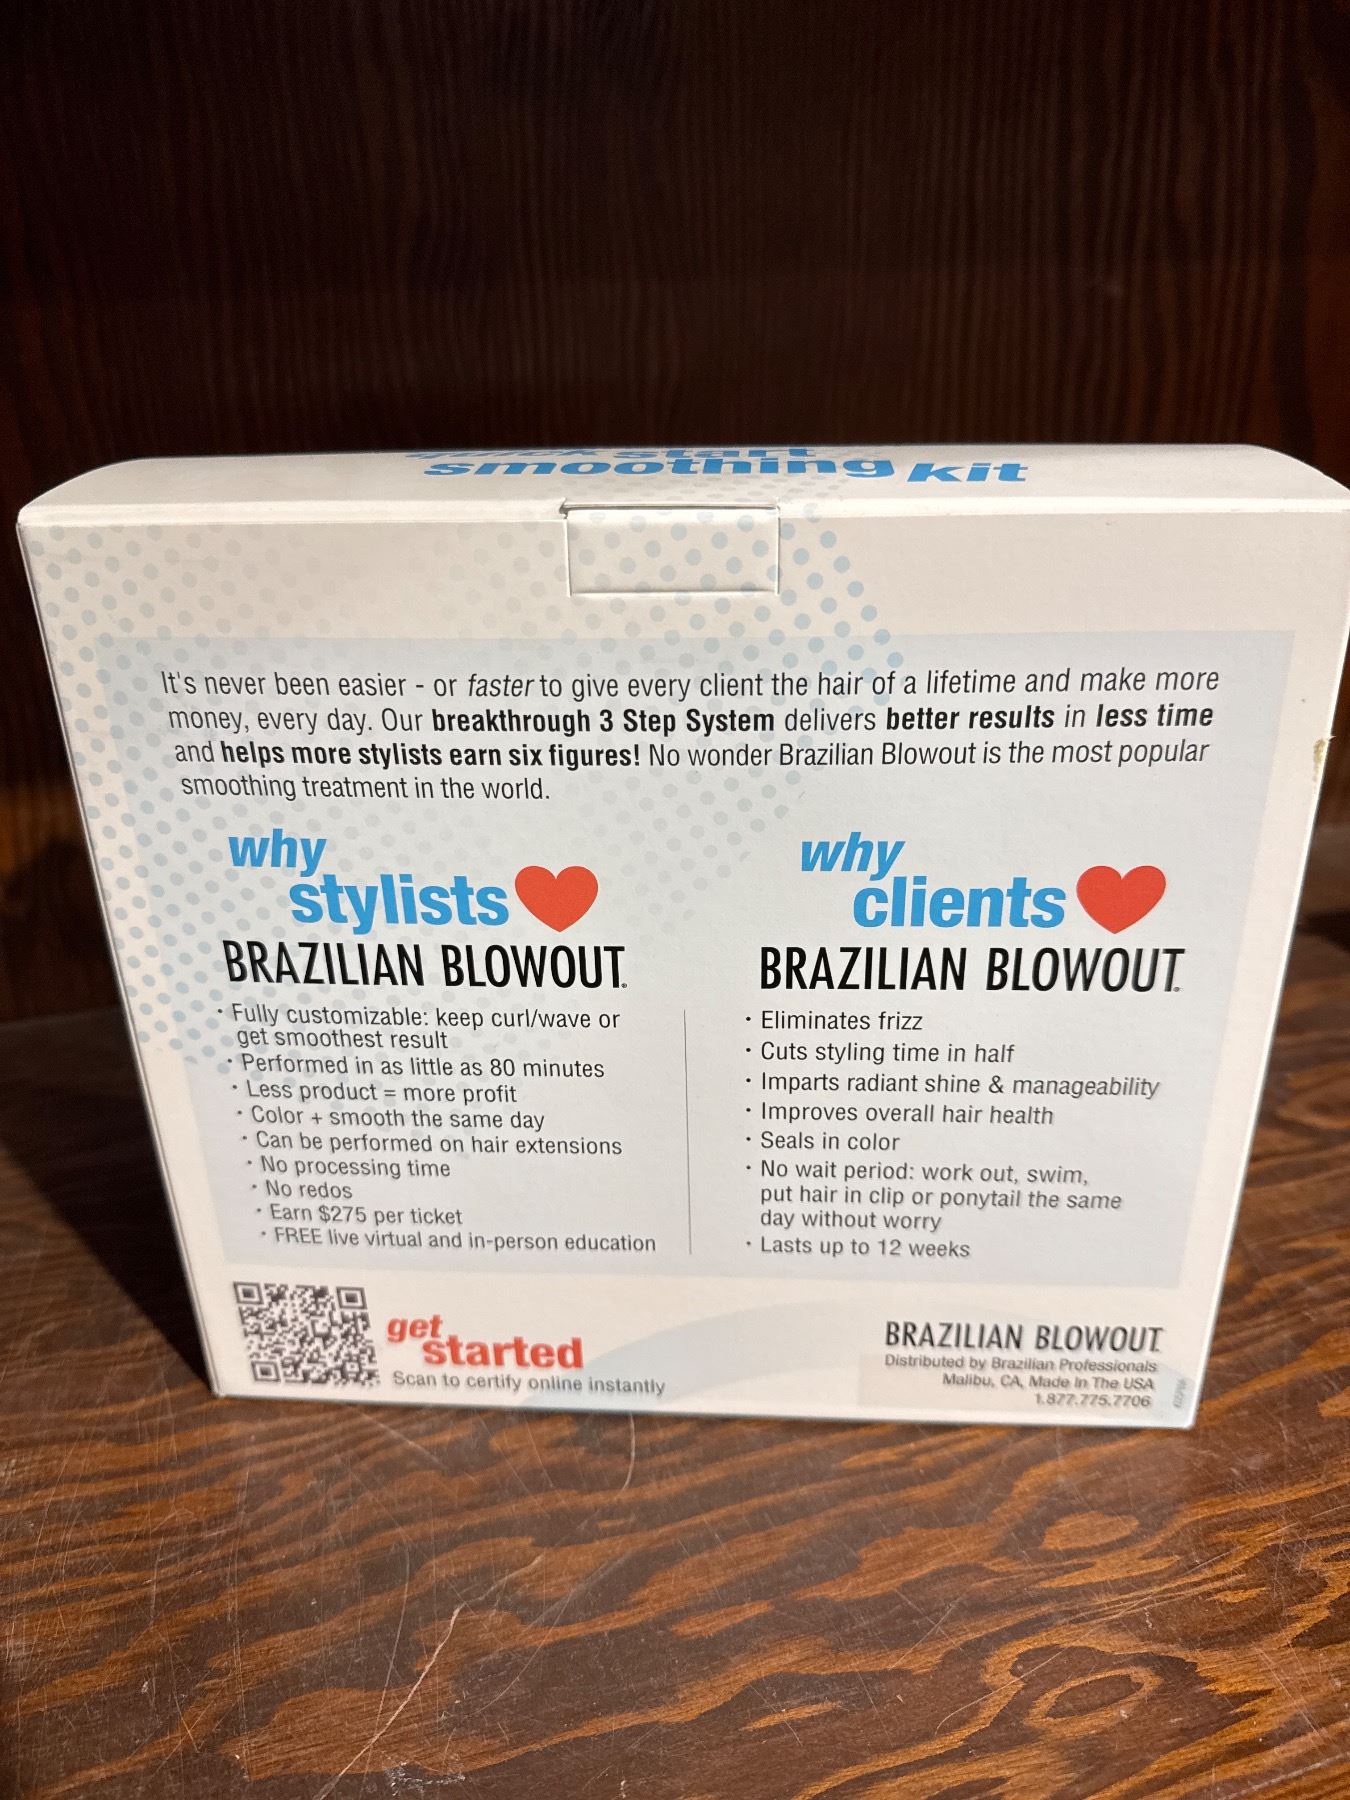 quick start
smoothing kit
It's never been easier - or faster to give every client the hair of a lifetime and make more
money, every day. Our breakthrough 3 Step System delivers better results in less time
and helps more stylists earn six figures! No wonder Brazilian Blowout is the most popular
smoothing treatment in the world.
why
stylists
BRAZILIAN BLOWOUT.
· Fully customizable: keep curl/wave or
get smoothest result
· Performed in as little as 80 minutes
· Less product = more profit
· Color + smooth the same day
· Can be performed on hair extensions
· No processing time
· No redos
· Earn $275 per ticket
· FREE live virtual and in-person education
why
clients
BRAZILIAN BLOWOUT.
· Eliminates frizz
· Cuts styling time in half
· Imparts radiant shine & manageability
· Improves overall hair health
· Seals in color
· No wait period: work out, swim,
put hair in clip or ponytail the same
day without worry
· Lasts up to 12 weeks
get
started
Scan to certify online instantly
BRAZILIAN BLOWOUT.
Distributed by Brazilian Professionals
Malibu, CA, Made In The USA
1.877.775.7706